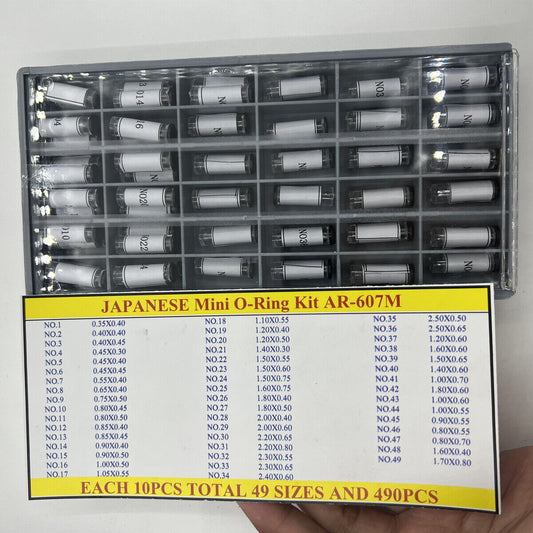 014
NO
NO3
NO
NO
6
NO
N
N
NO20
010
022
NO3
4
N
JAPANESE Mini O-Ring Kit AR-607M
NO.1 0.35X0.40
NO.2 0.40X0.40
NO.3 0.40X0.45
NO.4 0.45X0.30
NO.5 0.45X0.40
NO.6 0.45X0.45
NO.7 0.55X0.40
NO.8 0.65X0.40
NO.9 0.75X0.50
NO.10 0.80X0.45
NO.11 0.80X0.50
NO.12 0.85X0.40
NO.13 0.85X0.45
NO.14 0.90X0.40
NO.15 0.90X0.50
NO.16 1.00X0.50
NO.17 1.05X0.55
NO.18 1.10X0.55
NO.19 1.20X0.40
NO.20 1.20X0.50
NO.21 1.40X0.30
NO.22 1.50X0.55
NO.23 1.50X0.60
NO.24 1.50X0.75
NO.25 1.60X0.75
NO.26 1.80X0.40
NO.27 1.80X0.50
NO.28 2.00X0.40
NO.29 2.00X0.60
NO.30 2.20X0.65
NO.31 2.20X0.80
NO.32 2.30X0.55
NO.33 2.30X0.65
NO.34 2.40X0.60
NO.35 2.50X0.50
NO.36 2.50X0.65
NO.37 1.20X0.60
NO.38 1.60X0.60
NO.39 1.50X0.65
NO.40 1.40X0.60
NO.41 1.00X0.70
NO.42 1.80X0.60
NO.43 1.00X0.60
NO.44 1.00X0.55
NO.45 0.90X0.55
NO.46 0.80X0.55
NO.47 0.80X0.70
NO.48 1.60X0.40
NO.49 1.70X0.80
EACH 10PCS TOTAL 49 SIZES AND 490PCS